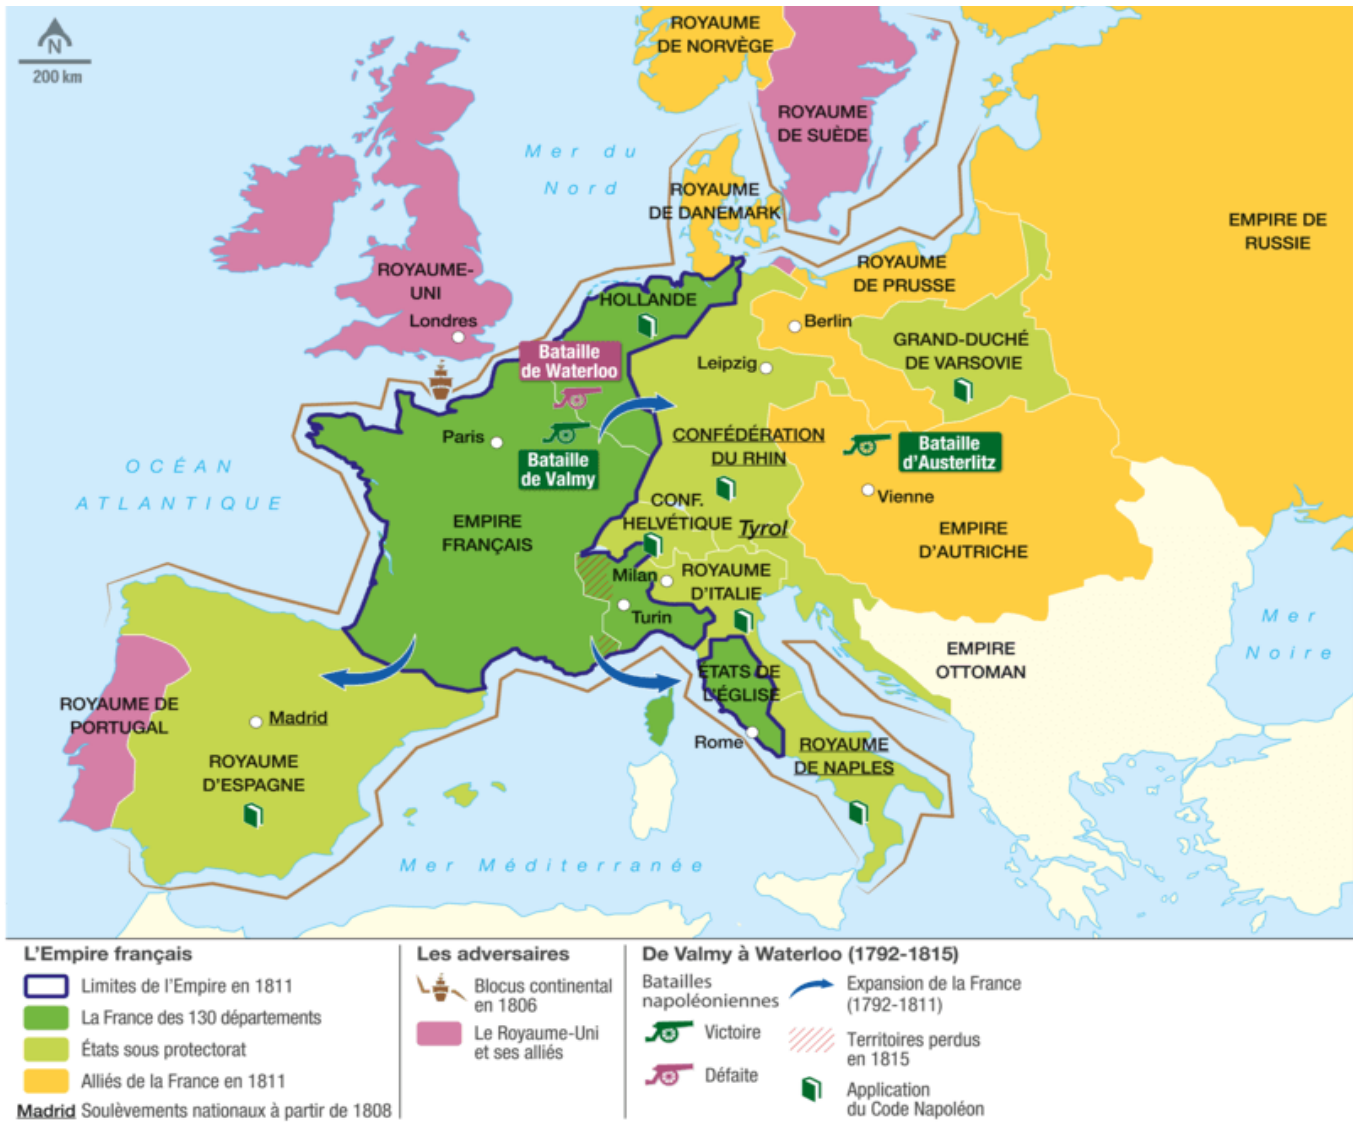 N
200 km
ROYAUME
DE NORVÈGE
ROYAUME
DE SUÈDE
Mer du
Nord
ROYAUME
DE DANEMARK
EMPIRE DE
RUSSIE
ROYAUME-
UNI
Londres
ROYAUME
DE PRUSSE
HOLLANDE
Berlin
GRAND-DUCHÉ
DE VARSOVIE
Bataille
de Waterloo
Leipzig
Paris
Bataille
de Valmy
CONFÉDÉRATION
DU RHIN
Bataille
d'Austerlitz
OCÉAN
ATLANTIQUE
Vienne
EMPIRE
FRANÇAIS
CONF.
HELVÉTIQUE
Tyrol
EMPIRE
D'AUTRICHE
Milan
ROYAUME
D'ITALIE
Turin
Mer
Noire
EMPIRE
OTTOMAN
ETATS DE
L'ÉGLISE
ROYAUME DE
PORTUGAL
Madrid
Rome
ROYAUME
DE NAPLES
ROYAUME
D'ESPAGNE
Mer Méditerranée
L'Empire français
Limites de l'Empire en 1811
La France des 130 départements
États sous protectorat
Alliés de la France en 1811
Madrid Soulèvements nationaux à partir de 1808
Les adversaires
Blocus continental
en 1806
Le Royaume-Uni
et ses alliés
De Valmy à Waterloo (1792-1815)
Batailles
napoléoniennes
Victoire
Défaite
Expansion de la France
(1792-1811)
Territoires perdus
en 1815
Application
du Code Napoléon